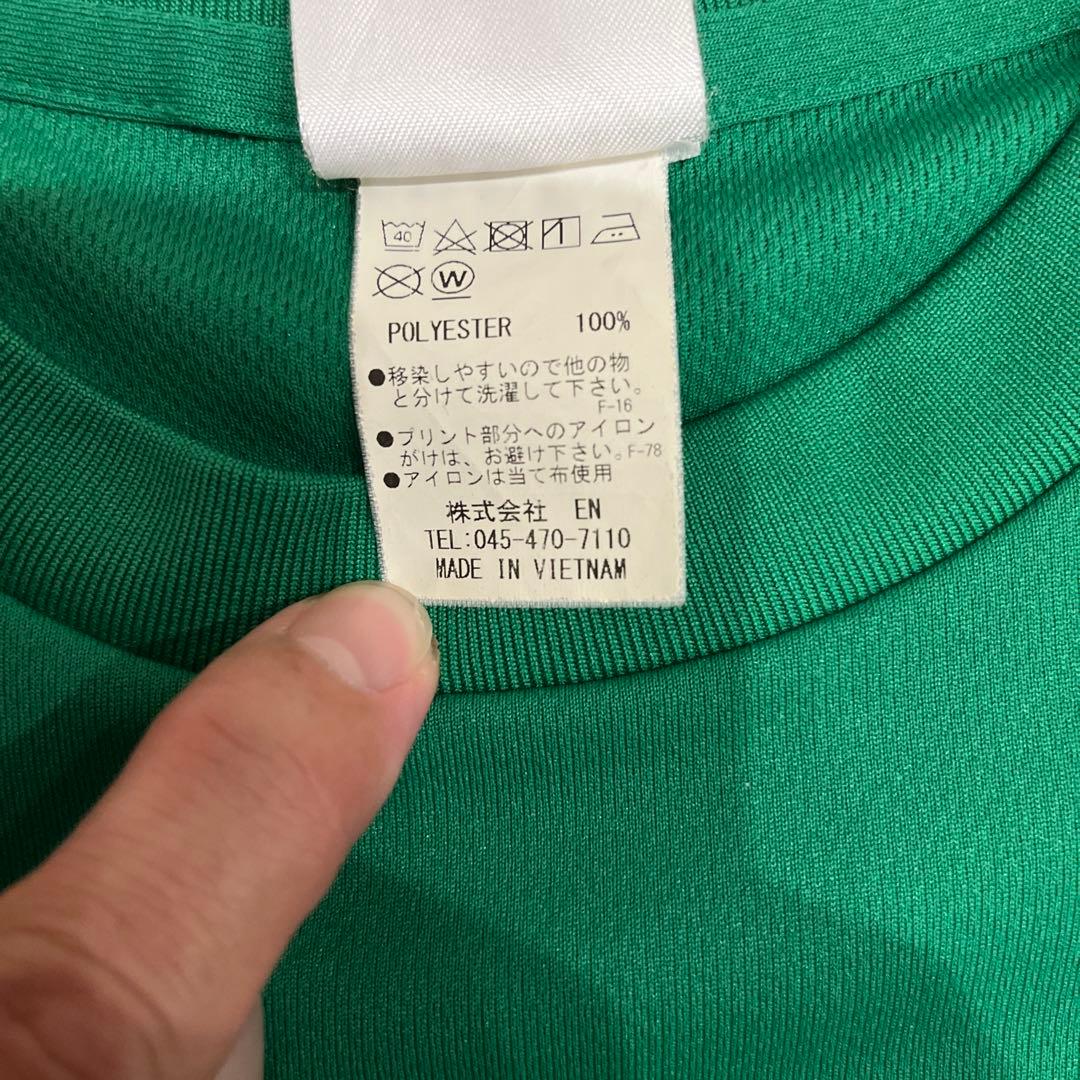 40
W
POLYESTER 100%
●移染しやすいので他の物
と分けて洗濯して下さい。
F-16
●プリント部分へのアイロン
がけは、お避け下さい。F-78
●アイロンは当て布使用
株式会社 EN
TEL:045-470-7110
MADE IN VIETNAM